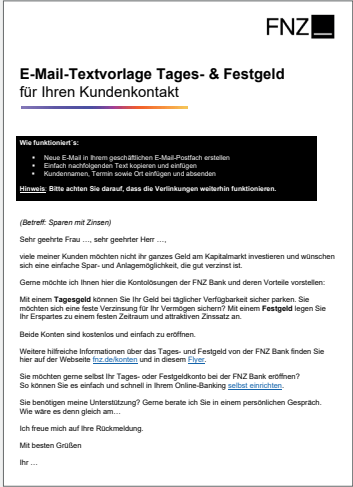 FNZ
E-Mail-Textvorlage Tages- & Festgeld
für Ihren Kundenkontakt
Wie funktioniert´s:
• Neue E-Mail in Ihrem geschäftlichen E-Mail-Postfach erstellen
• Einfach nachfolgenden Text kopieren und einfügen
• Kundennamen, Termin sowie Ort einfügen und absenden
Hinweis: Bitte achten Sie darauf, dass die Verlinkungen weiterhin funktionieren.
(Betreff: Sparen mit Zinsen)
Sehr geehrte Frau …, sehr geehrter Herr …,
viele meiner Kunden möchten nicht ihr ganzes Geld am Kapitalmarkt investieren und wünschen
sich eine einfache Spar- und Anlagemöglichkeit, die gut verzinst ist.
Gerne möchte ich Ihnen hier die Kontolösungen der FNZ Bank und deren Vorteile vorstellen:
Mit einem Tagesgeld können Sie Ihr Geld bei täglicher Verfügbarkeit sicher parken. Sie
möchten sich eine feste Verzinsung für Ihr Vermögen sichern? Mit einem Festgeld legen Sie
Ihr Erspartes zu einem festen Zeitraum und attraktiven Zinssatz an.
Beide Konten sind kostenlos und einfach zu eröffnen.
Weitere hilfreiche Informationen über das Tages- und Festgeld von der FNZ Bank finden Sie
hier auf der Webseite fnz.de/konten und in diesem Flyer.
Sie möchten gerne selbst Ihr Tages- oder Festgeldkonto bei der FNZ Bank eröffnen?
So können Sie es einfach und schnell in Ihrem Online-Banking selbst einrichten.
Sie benötigen meine Unterstützung? Gerne berate ich Sie in einem persönlichen Gespräch.
Wie wäre es denn gleich am…
Ich freue mich auf Ihre Rückmeldung.
Mit besten Grüßen
Ihr …